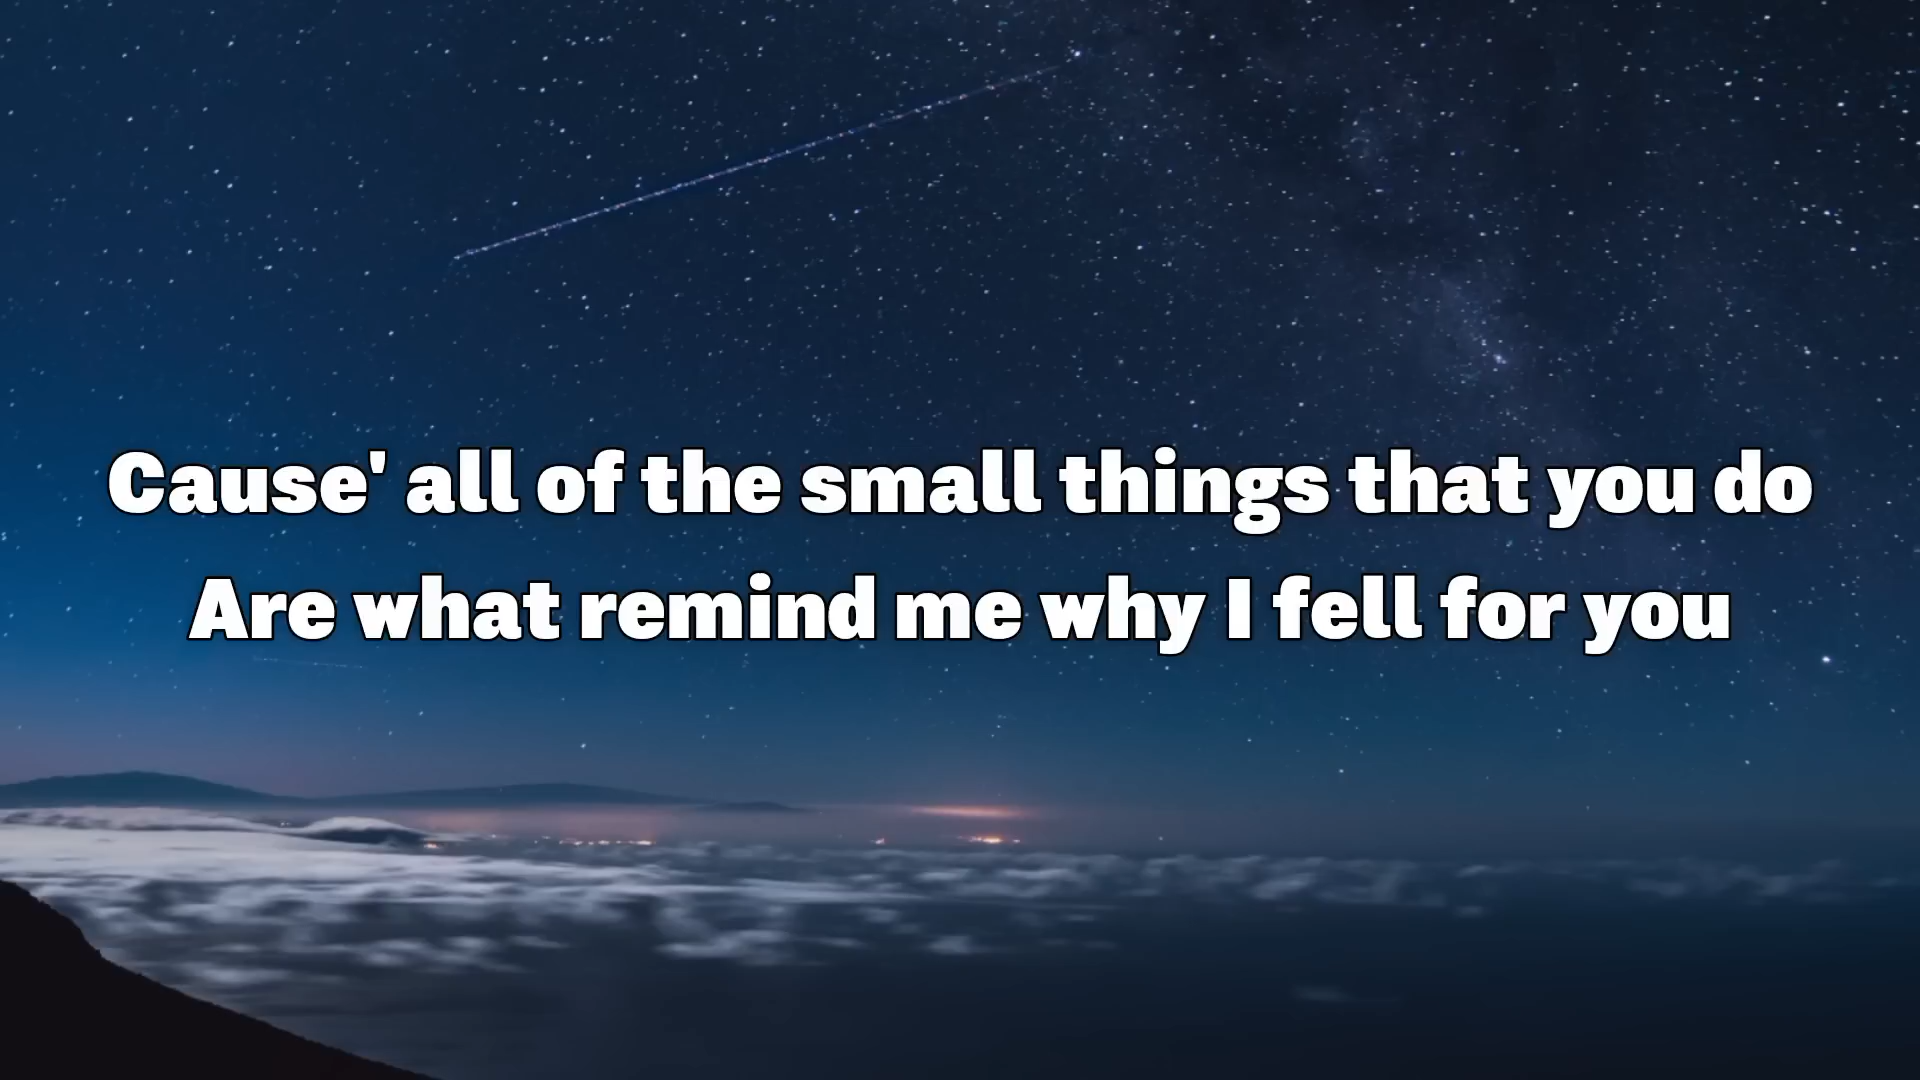 Cause' all of the small things that you do
Are what remind me why I fell for you